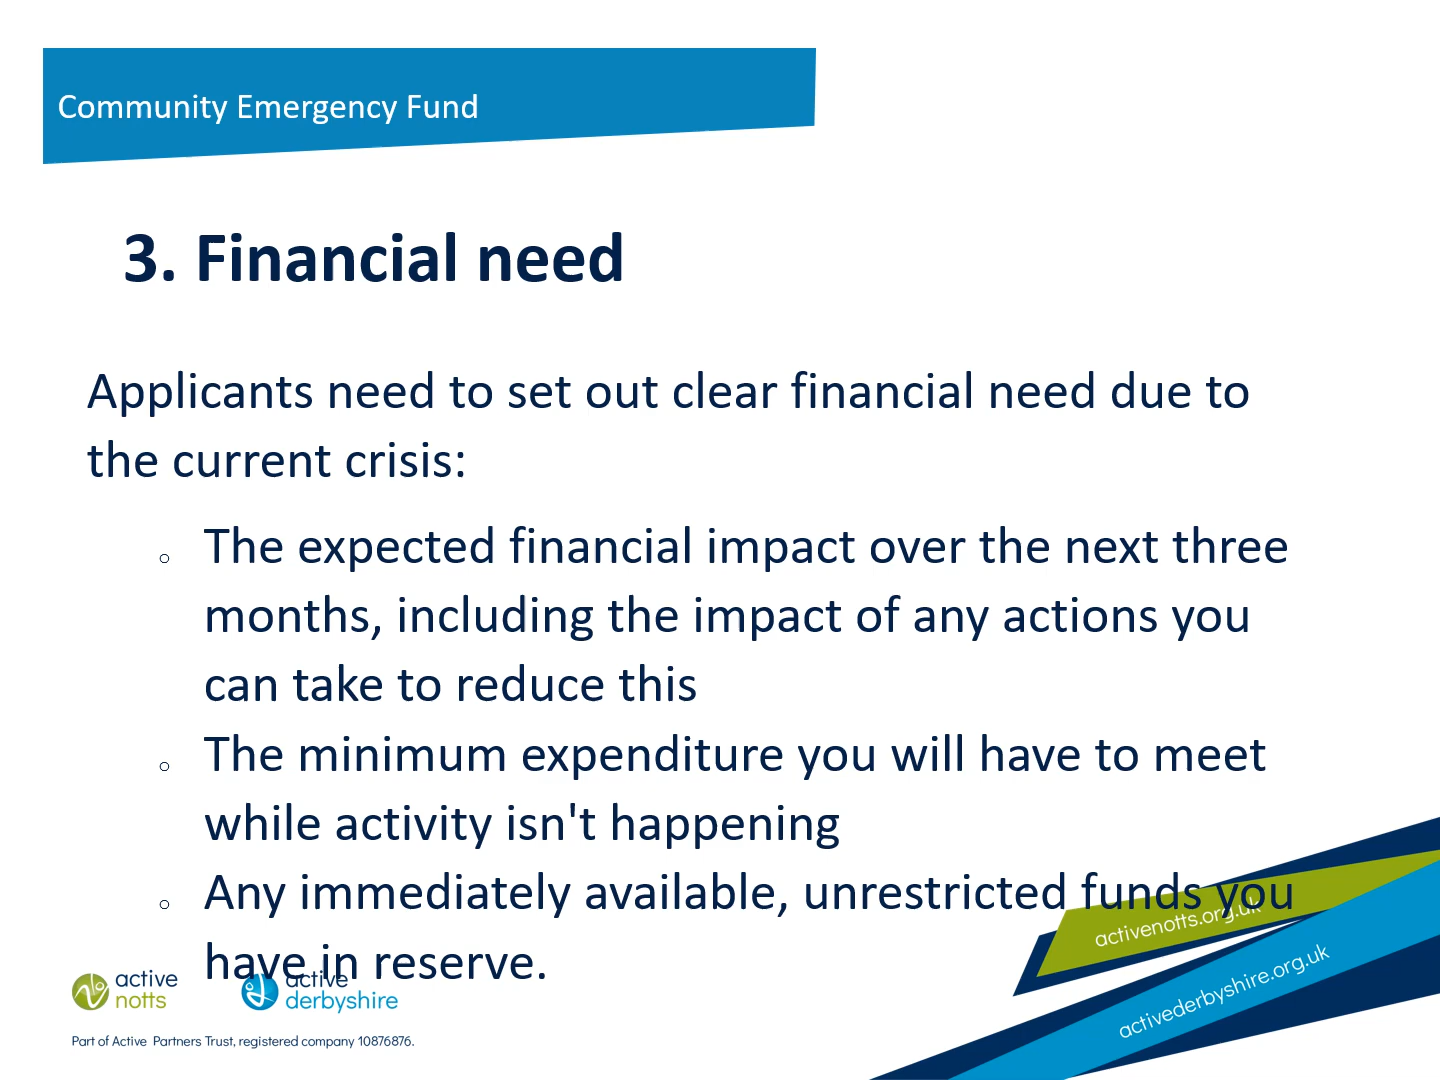 Community Emergency Fund
3. Financial need
Applicants need to set out clear financial need due to
the current crisis:
○ The expected financial impact over the next three
months, including the impact of any actions you
can take to reduce this
○ The minimum expenditure you will have to meet
while activity isn't happening
○ Any immediately available, unrestricted funds you
have in reserve.
activenotts.org.uk
activederbyshire.org.uk
active
notts
active
derbyshire
Part of Active Partners Trust, registered company 10876876.